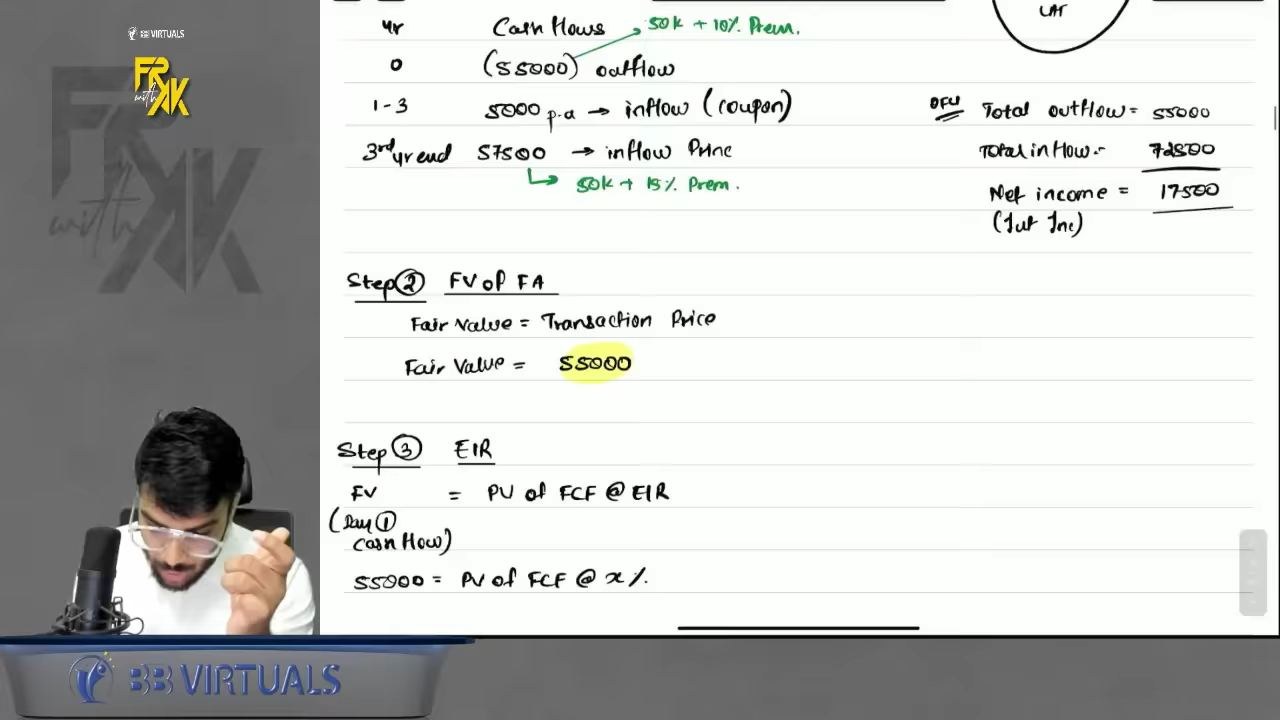 BB VIRTUALS
FR
with
AK
LAT
Yr Cash flows 50k + 10% Prem.
0 (55000) outflow
1-3 5000 p.a → inflow (coupon)
3rd yr end 57500 → inflow Princ
50k + 15% Prem.
Total outflow = 55000
Total inflow - 72500
Net income = 17500
(Int Inc)
Step ② FV of FA
Fair Value = Transaction Price
Fair Value = 55000
Step ③ EIR
FV = PV of FCF @ EIR
(Day ①
cash flow)
55000 = PV of FCF @ x %.
BB VIRTUALS